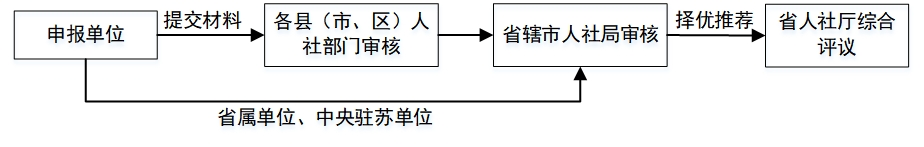 申报单位
提交材料
各县（市、区）人
社部门审核
省辖市人社局审核
择优推荐
省人社厅综合
评议
省属单位、中央驻苏单位